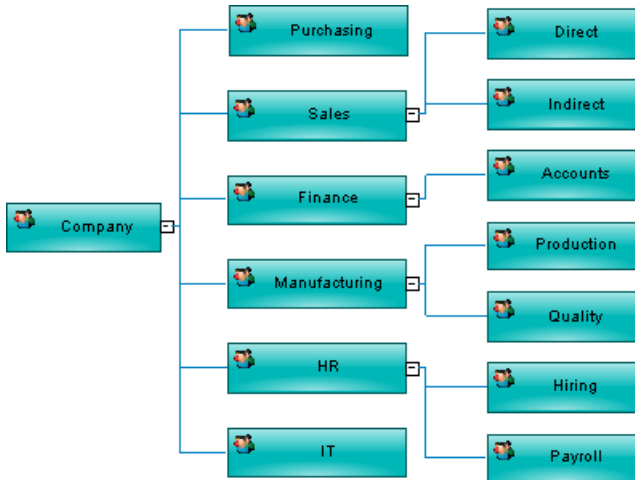 Company
Purchasing
Sales
Direct
Indirect
Finance
Accounts
Manufacturing
Production
Quality
HR
Hiring
Payroll
IT